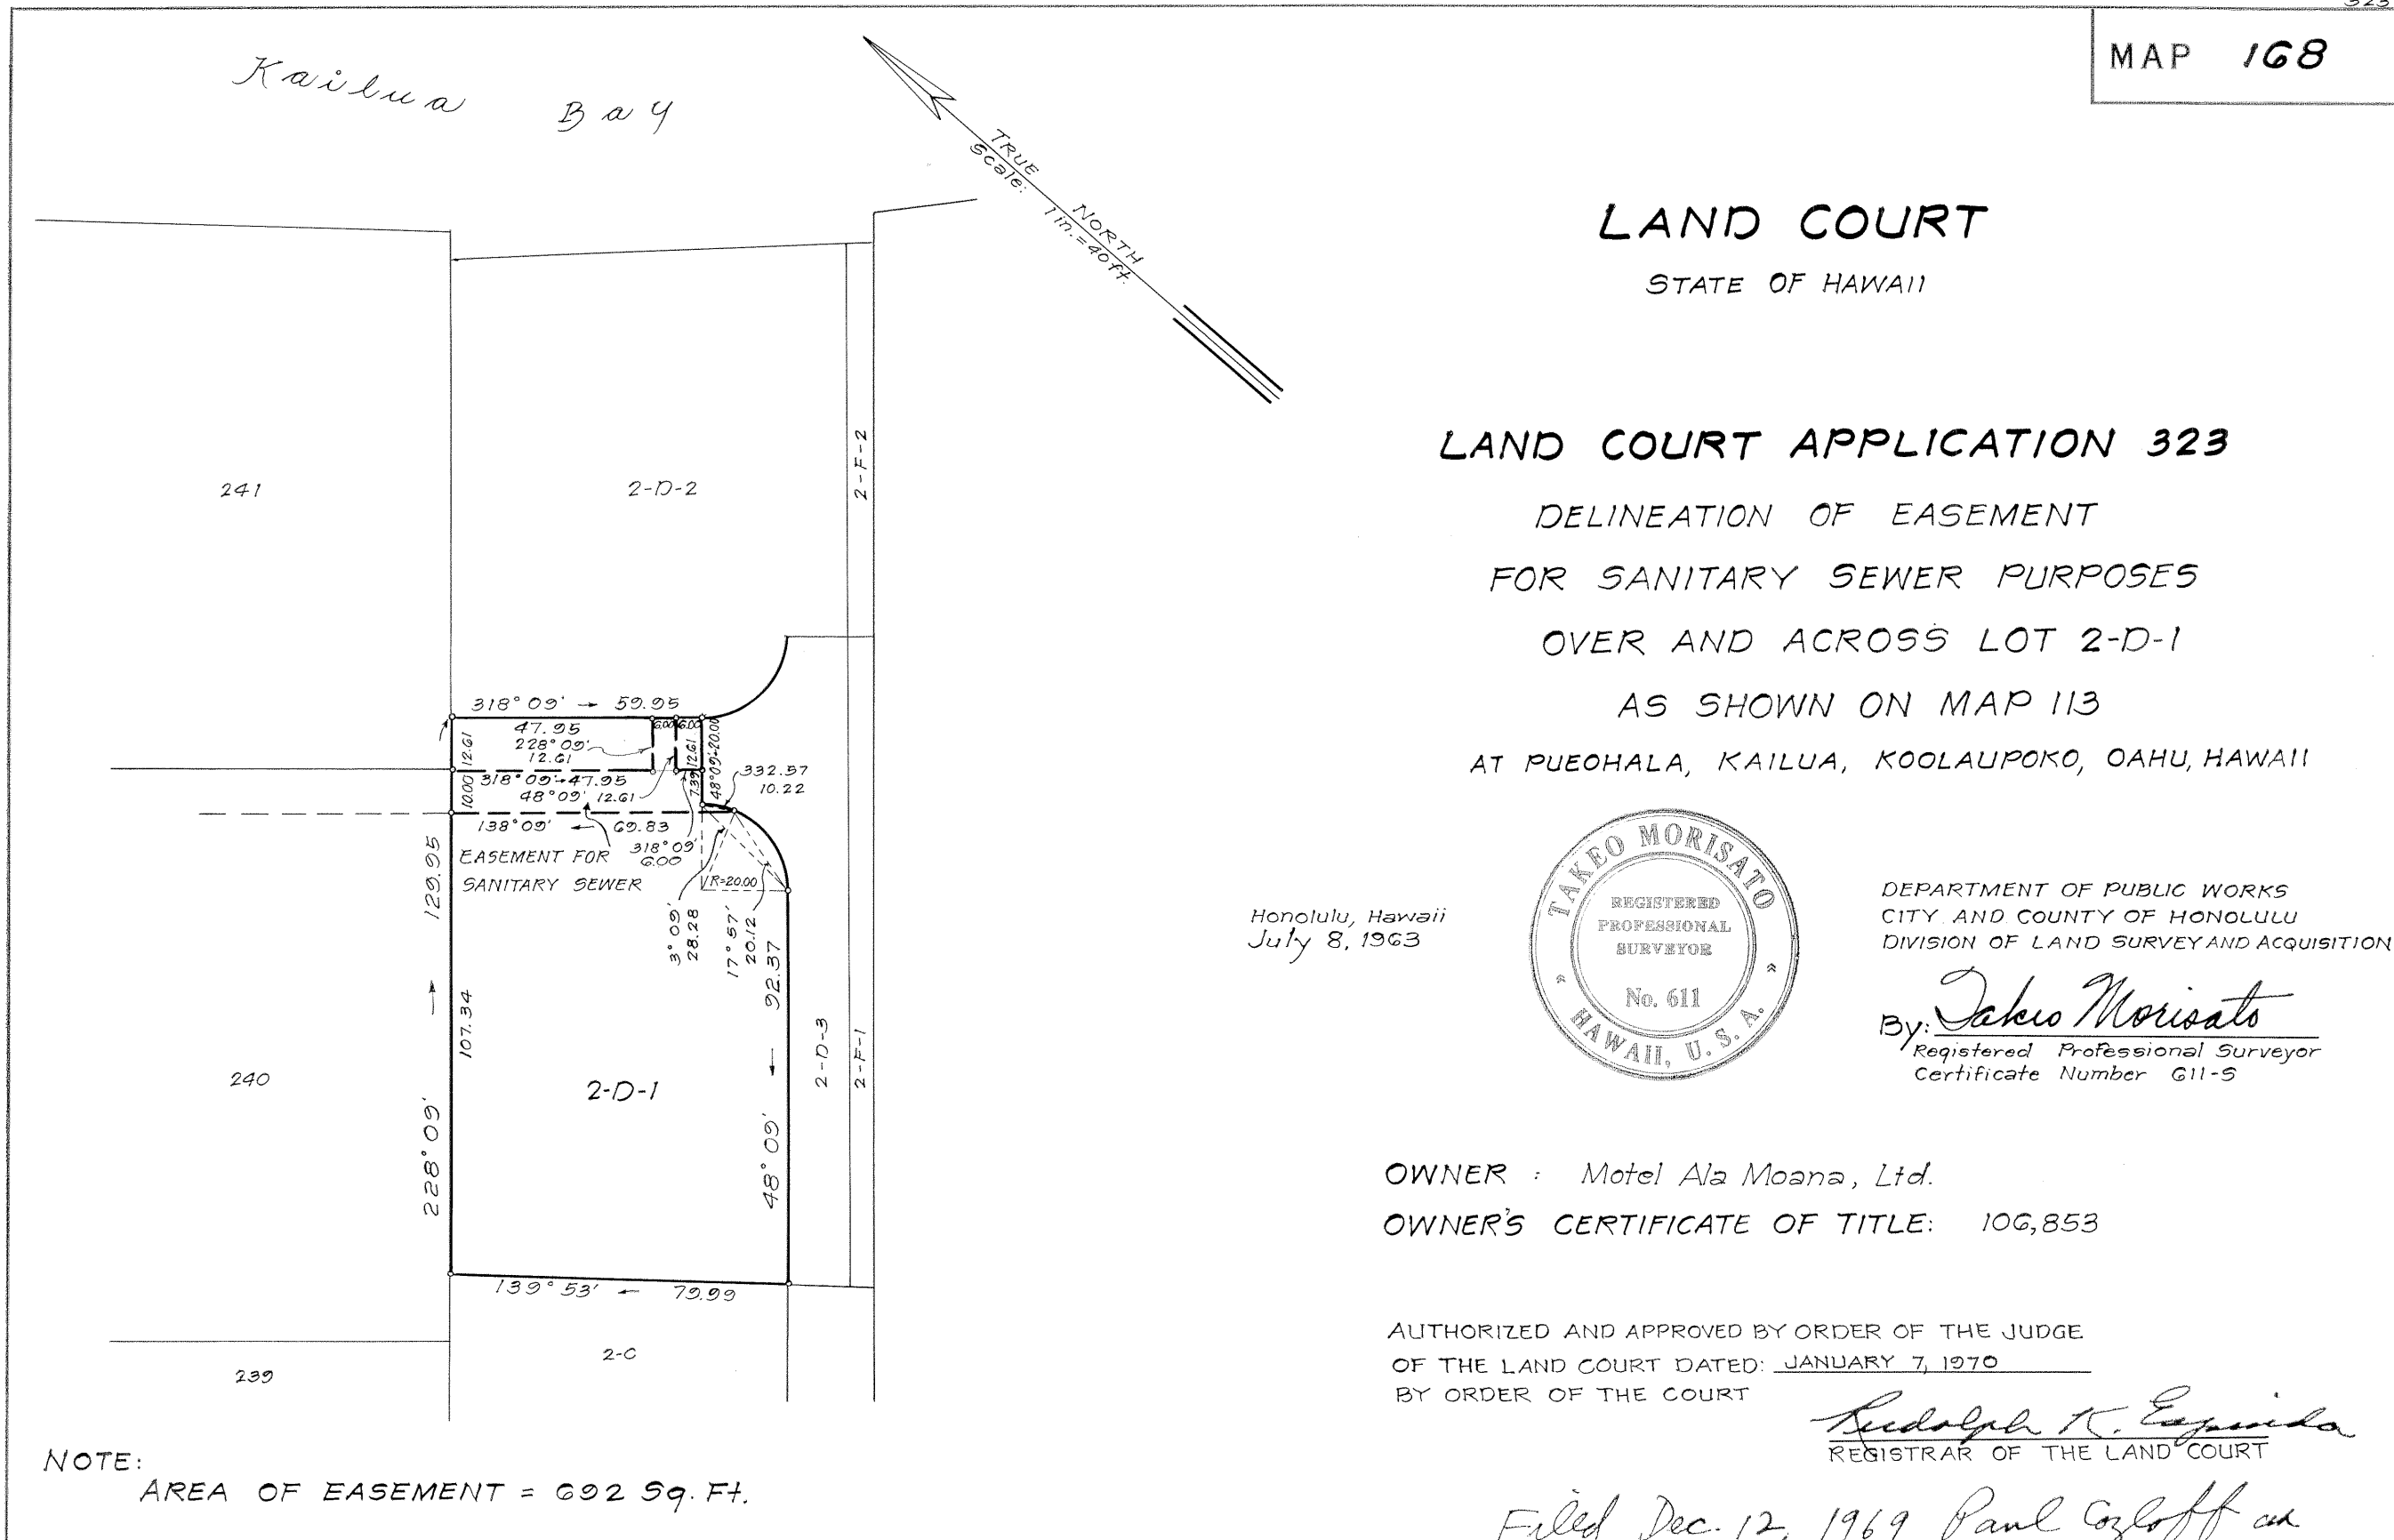 323
MAP 168
Kailua Bay
TRUE NORTH
Scale: 1in.=40ft.
LAND COURT
STATE OF HAWAII
LAND COURT APPLICATION 323
DELINEATION OF EASEMENT
FOR SANITARY SEWER PURPOSES
OVER AND ACROSS LOT 2-D-1
AS SHOWN ON MAP 113
AT PUEOHALA, KAILUA, KOOLAUPOKO, OAHU, HAWAII
241
2-D-2
2-F-2
318° 09' → 59.95
47.95
6.00
6.00
228° 09'
12.61
12.61
12.61
48°09'-20.00
318° 09'-47.95
48° 09' 12.61
10.00
7.39
332.57
10.22
138° 09' ← 69.83
318° 09'
6.00
EASEMENT FOR
SANITARY SEWER
R=20.00
3° 09'
28.28
17° 57'
20.12
228° 09' → 129.95
107.34
48° 09' ← 92.37
240
2-D-1
2-D-3
2-F-1
139° 53' ← 79.99
239
2-C
NOTE:
AREA OF EASEMENT = 692 Sq. Ft.
Honolulu, Hawaii
July 8, 1963
TAKEO MORISATO
REGISTERED
PROFESSIONAL
SURVEYOR
No. 611
HAWAII, U. S. A.
DEPARTMENT OF PUBLIC WORKS
CITY AND COUNTY OF HONOLULU
DIVISION OF LAND SURVEY AND ACQUISITION
By: Takeo Morisato
Registered Professional Surveyor
Certificate Number 611-S
OWNER : Motel Ala Moana, Ltd.
OWNER'S CERTIFICATE OF TITLE: 106,853
AUTHORIZED AND APPROVED BY ORDER OF THE JUDGE
OF THE LAND COURT DATED: JANUARY 7, 1970
BY ORDER OF THE COURT
Rudolph K.
REGISTRAR OF THE LAND COURT
Filed Dec. 12, 1969 Paul